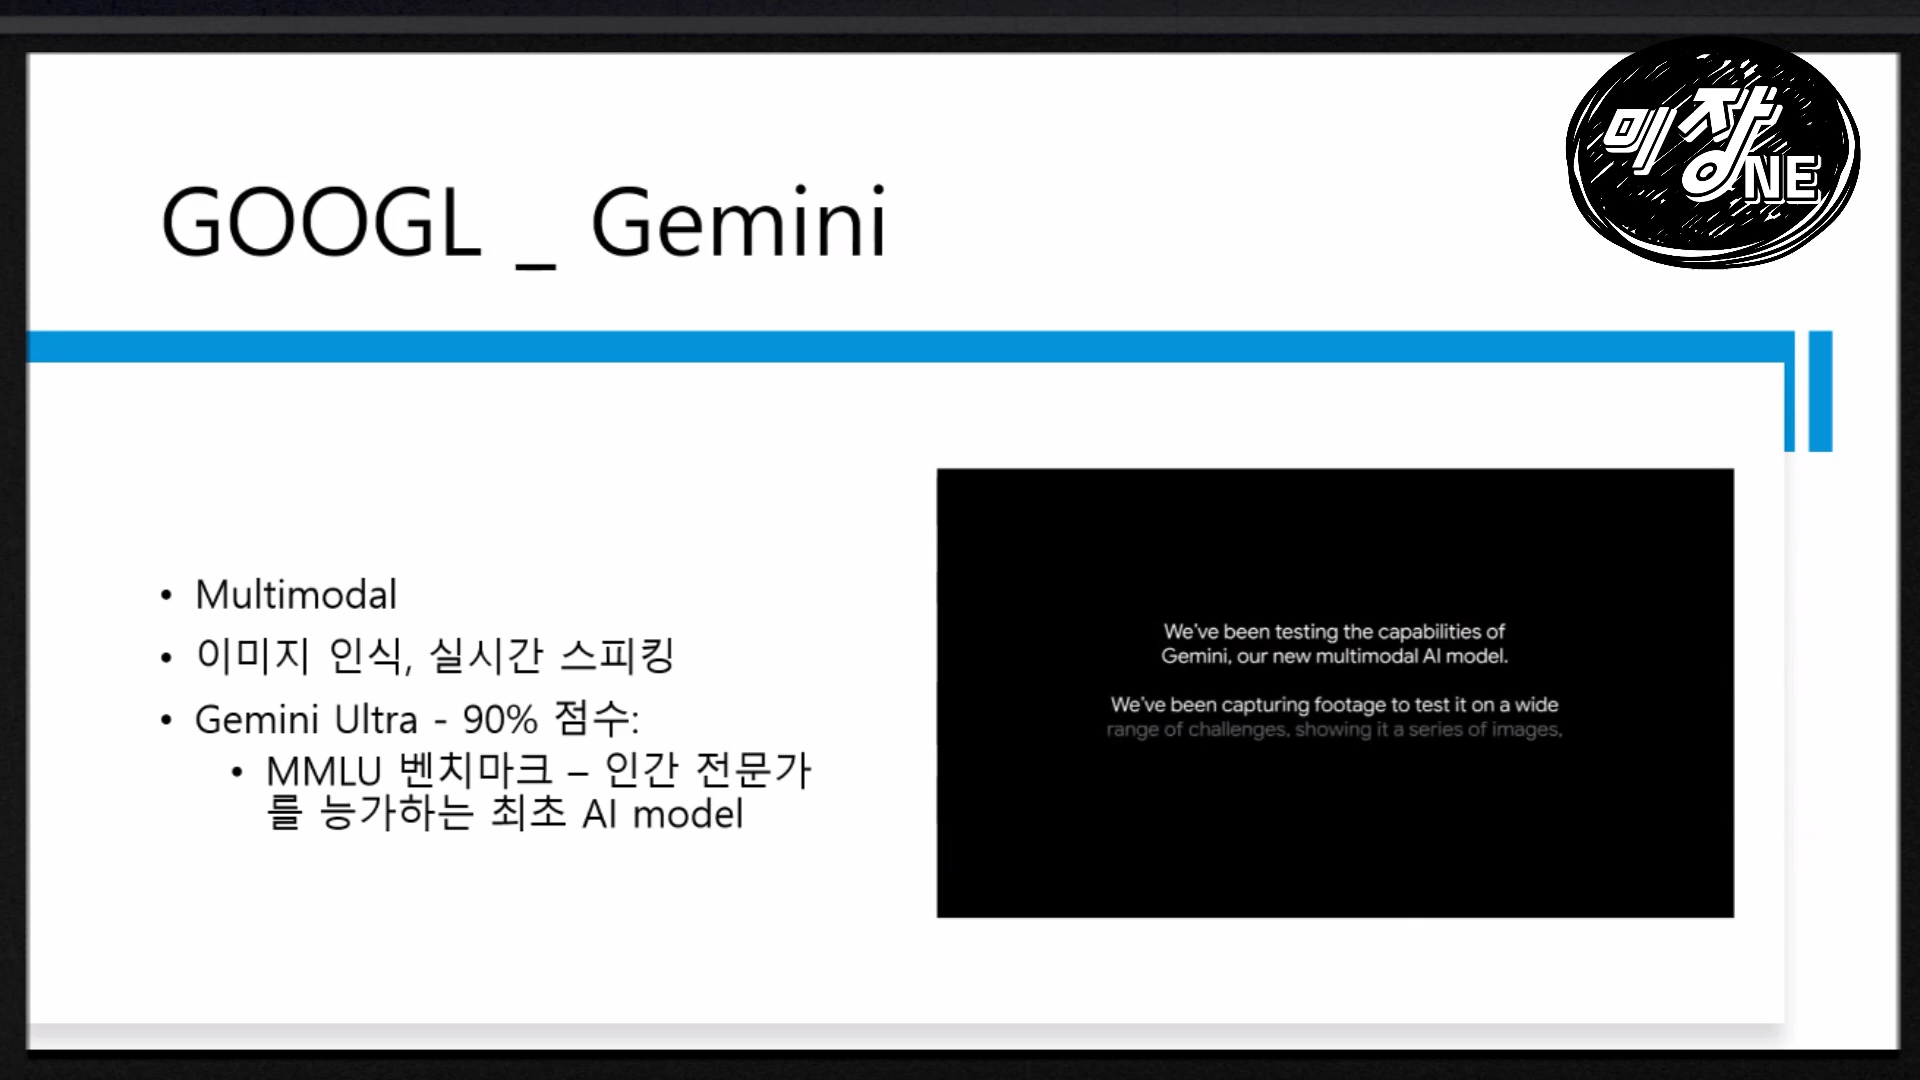 미장NE
GOOGL _ Gemini
• Multimodal
• 이미지 인식, 실시간 스피킹
• Gemini Ultra - 90% 점수:
• MMLU 벤치마크 – 인간 전문가
를 능가하는 최초 AI model
We've been testing the capabilities of
Gemini, our new multimodal AI model.
We've been capturing footage to test it on a wide
range of challenges, showing it a series of images,